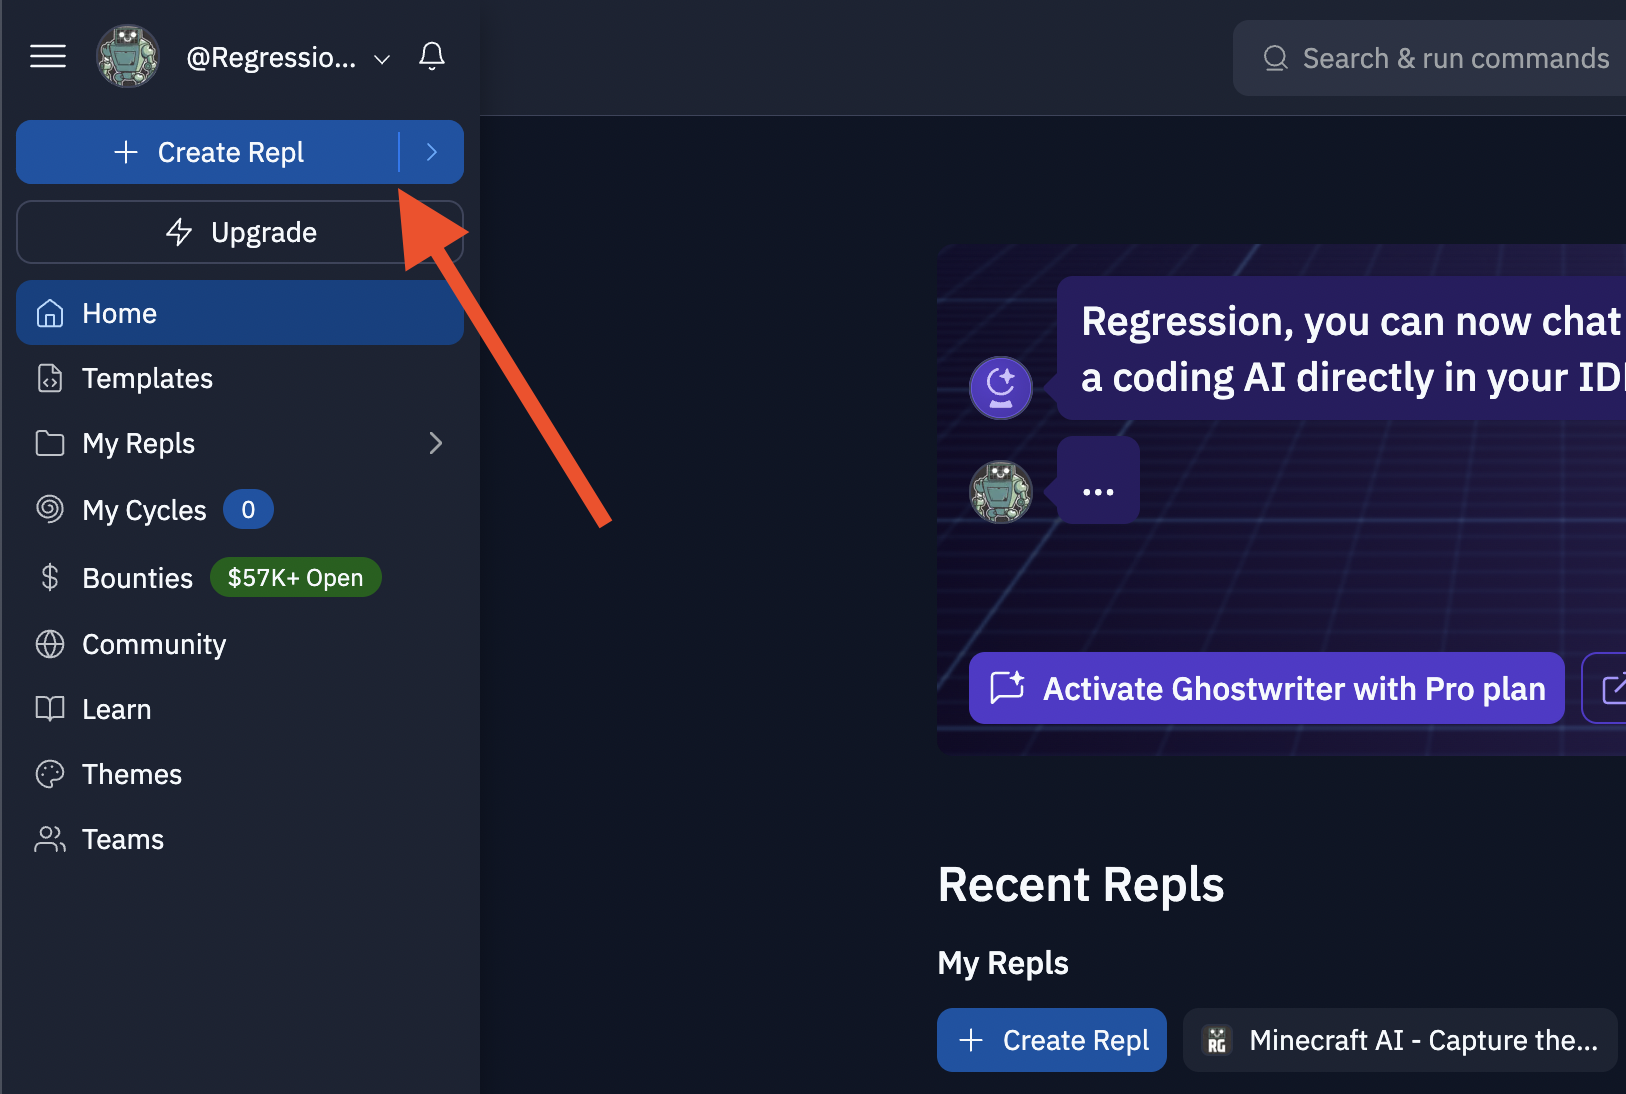 @Regressio...
Search & run commands
Create Repl
Upgrade
Home
Templates
My Repls
My Cycles 0
Bounties $57K+ Open
Community
Learn
Themes
Teams
Regression, you can now chat
a coding AI directly in your
...
Activate Ghostwriter with Pro plan
Recent Repls
My Repls
Create Repl
RG Minecraft AI - Capture the...